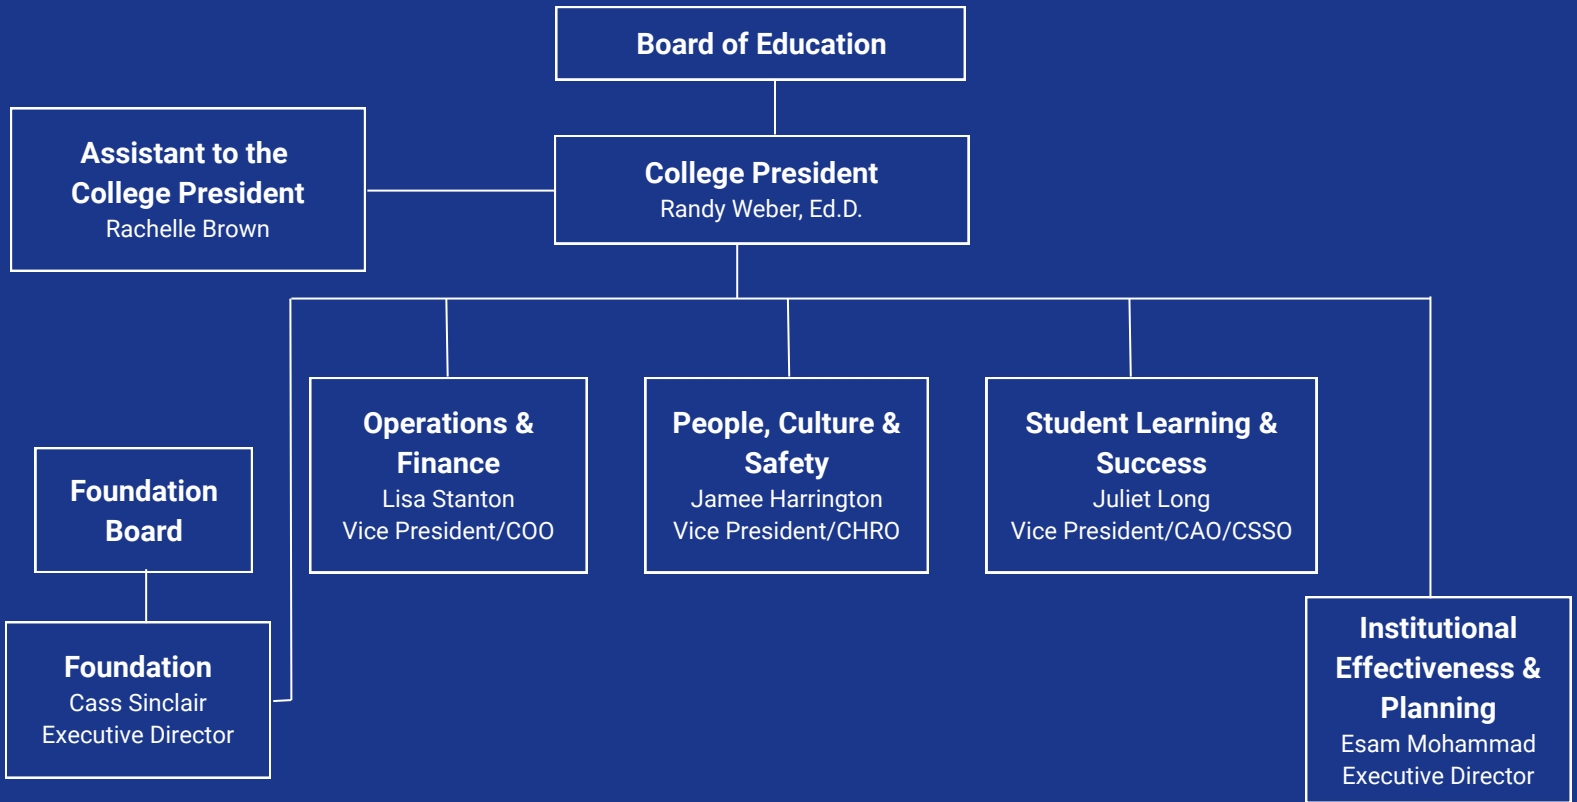 Board of Education
Assistant to the
College President
Rachelle Brown
College President
Randy Weber, Ed.D.
Operations &
Finance
Lisa Stanton
Vice President/COO
People, Culture &
Safety
Jamee Harrington
Vice President/CHRO
Student Learning &
Success
Juliet Long
Vice President/CAO/CSSO
Foundation
Board
Foundation
Cass Sinclair
Executive Director
Institutional
Effectiveness &
Planning
Esam Mohammad
Executive Director